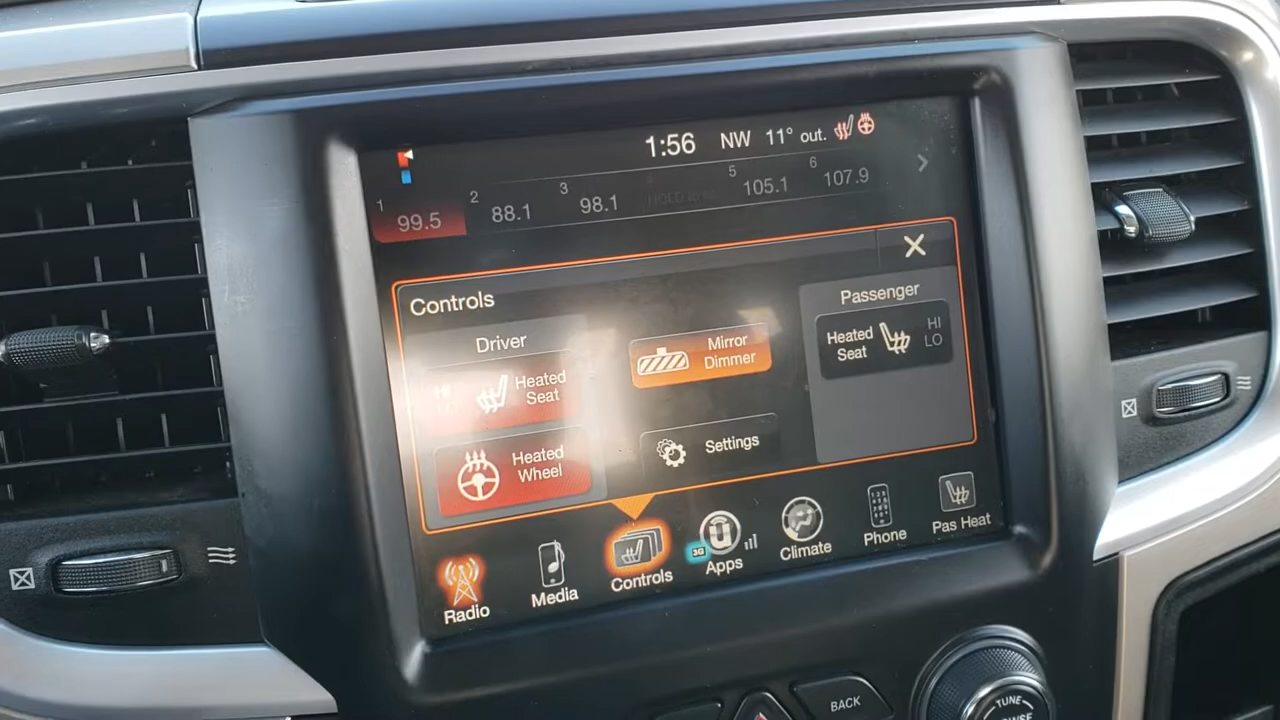 1:56 NW 11° out.
1 99.5 2 88.1 3 98.1 5 105.1 6 107.9
Controls
Driver
Heated
Seat
Heated
Wheel
Mirror
Dimmer
Settings
Passenger
Heated
Seat
HI
LO
Radio
Media
Controls
3G
Apps
Climate
Phone
Pas Heat
BACK
TUNE